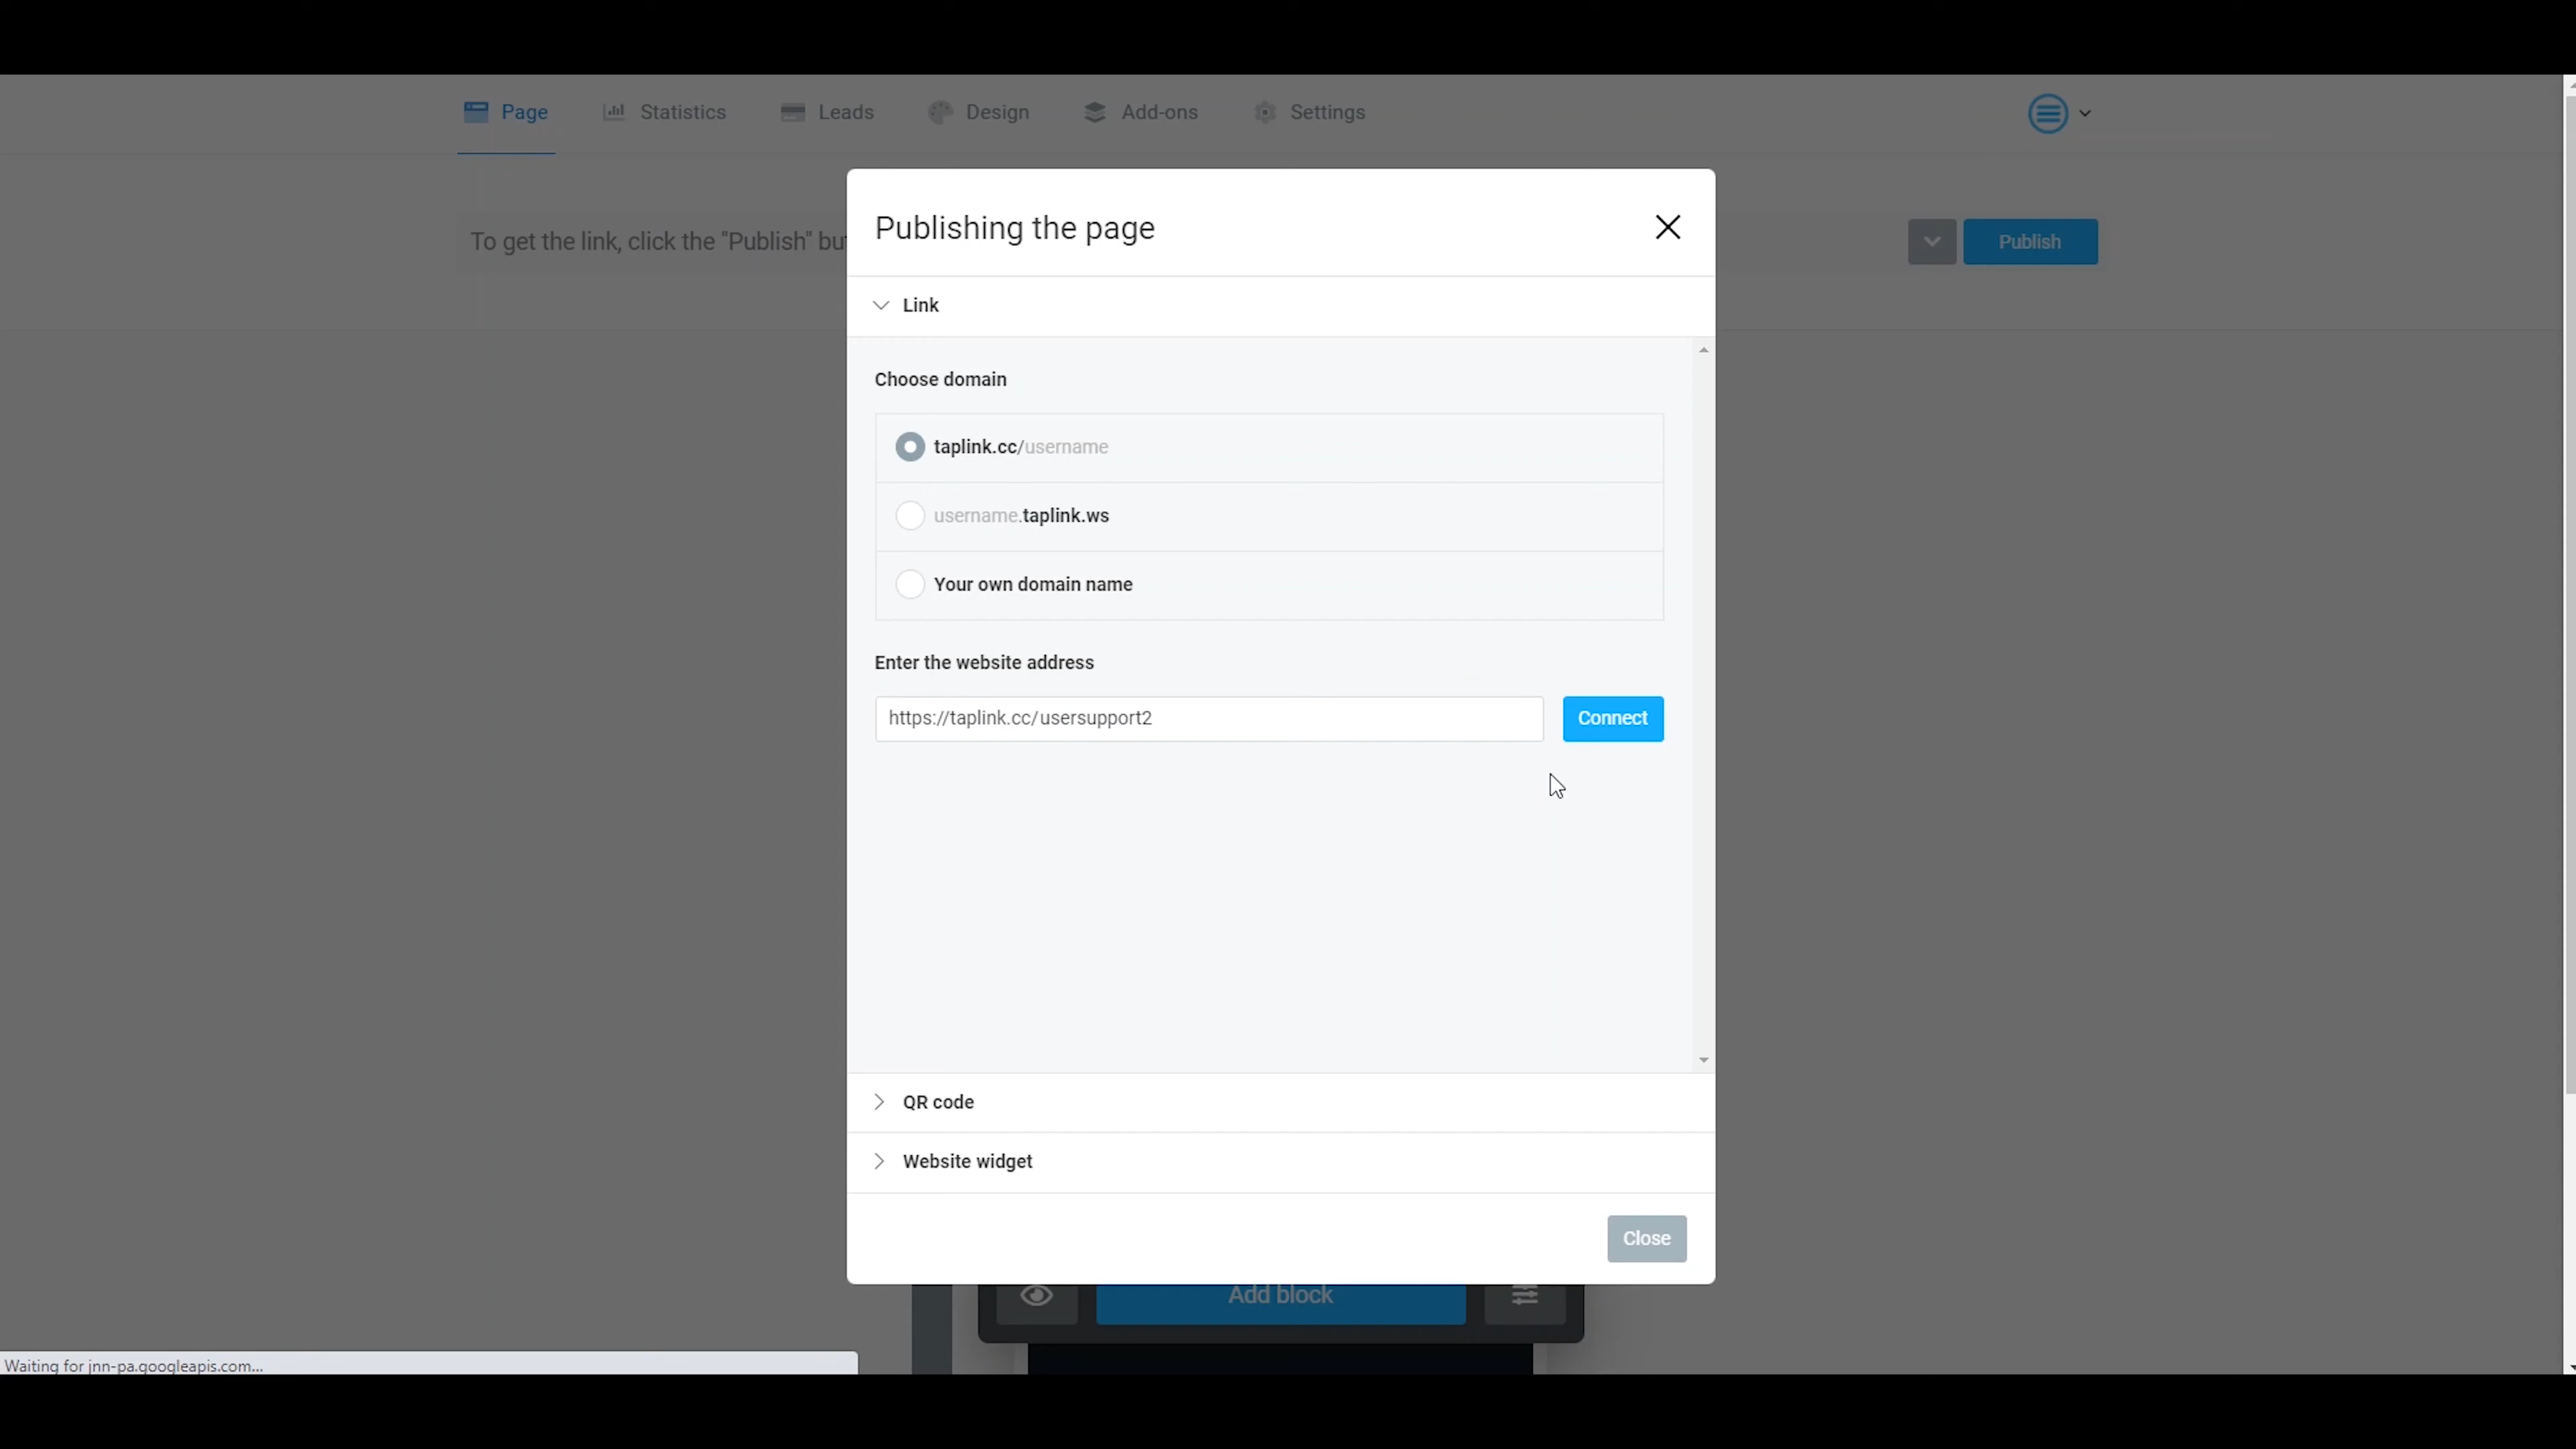 Page Statistics Leads Design Add-ons Settings
Publishing the page
To get the link, click the "Publish" but
Publish
Link
Choose domain
taplink.cc/username
username.taplink.ws
Your own domain name
Enter the website address
https://taplink.cc/usersupport2 Connect
QR code
Website widget
Close
Add block
Waiting for jnn-pa.googleapis.com...